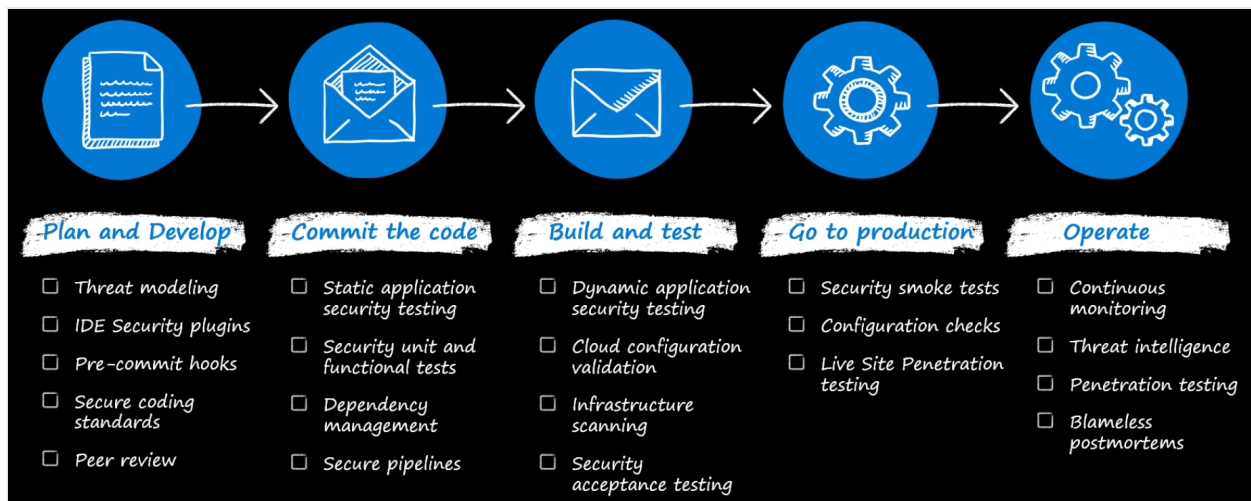 Plan and Develop
Threat modeling
IDE Security plugins
Pre-commit hooks
Secure coding
standards
Peer review
Commit the code
Static application
security testing
Security unit and
functional tests
Dependency
management
Secure pipelines
Build and test
Dynamic application
security testing
Cloud configuration
validation
Infrastructure
scanning
Security
acceptance testing
Go to production
Security smoke tests
Configuration checks
Live Site Penetration
testing
Operate
Continuous
monitoring
Threat intelligence
Penetration testing
Blameless
postmortems